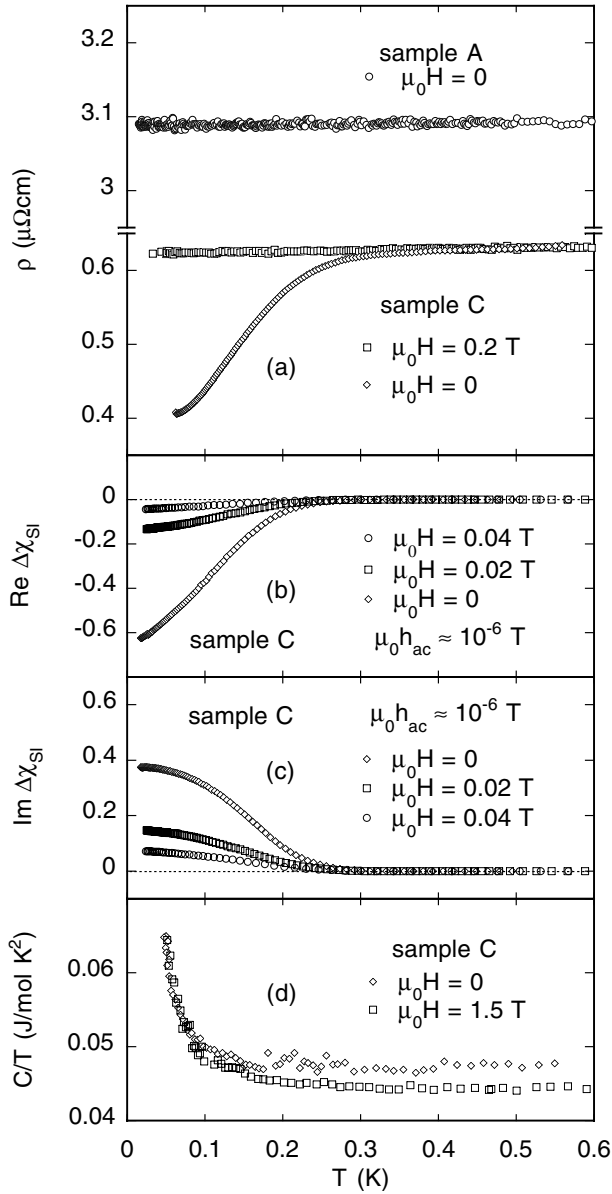 3.2
3.1
3
0.6
0.5
0.4
ρ (μΩcm)
sample A
μ₀H = 0
sample C
μ₀H = 0.2 T
μ₀H = 0
(a)
0
-0.2
-0.4
-0.6
Re Δχ_SI
μ₀H = 0.04 T
μ₀H = 0.02 T
μ₀H = 0
(b)
sample C
μ₀h_ac ≈ 10⁻⁶ T
0.6
0.4
0.2
0
Im Δχ_SI
sample C
μ₀h_ac ≈ 10⁻⁶ T
(c)
μ₀H = 0
μ₀H = 0.02 T
μ₀H = 0.04 T
0.06
0.05
0.04
C/T (J/mol K²)
sample C
(d)
μ₀H = 0
μ₀H = 1.5 T
0 0.1 0.2 0.3 0.4 0.5 0.6
T (K)